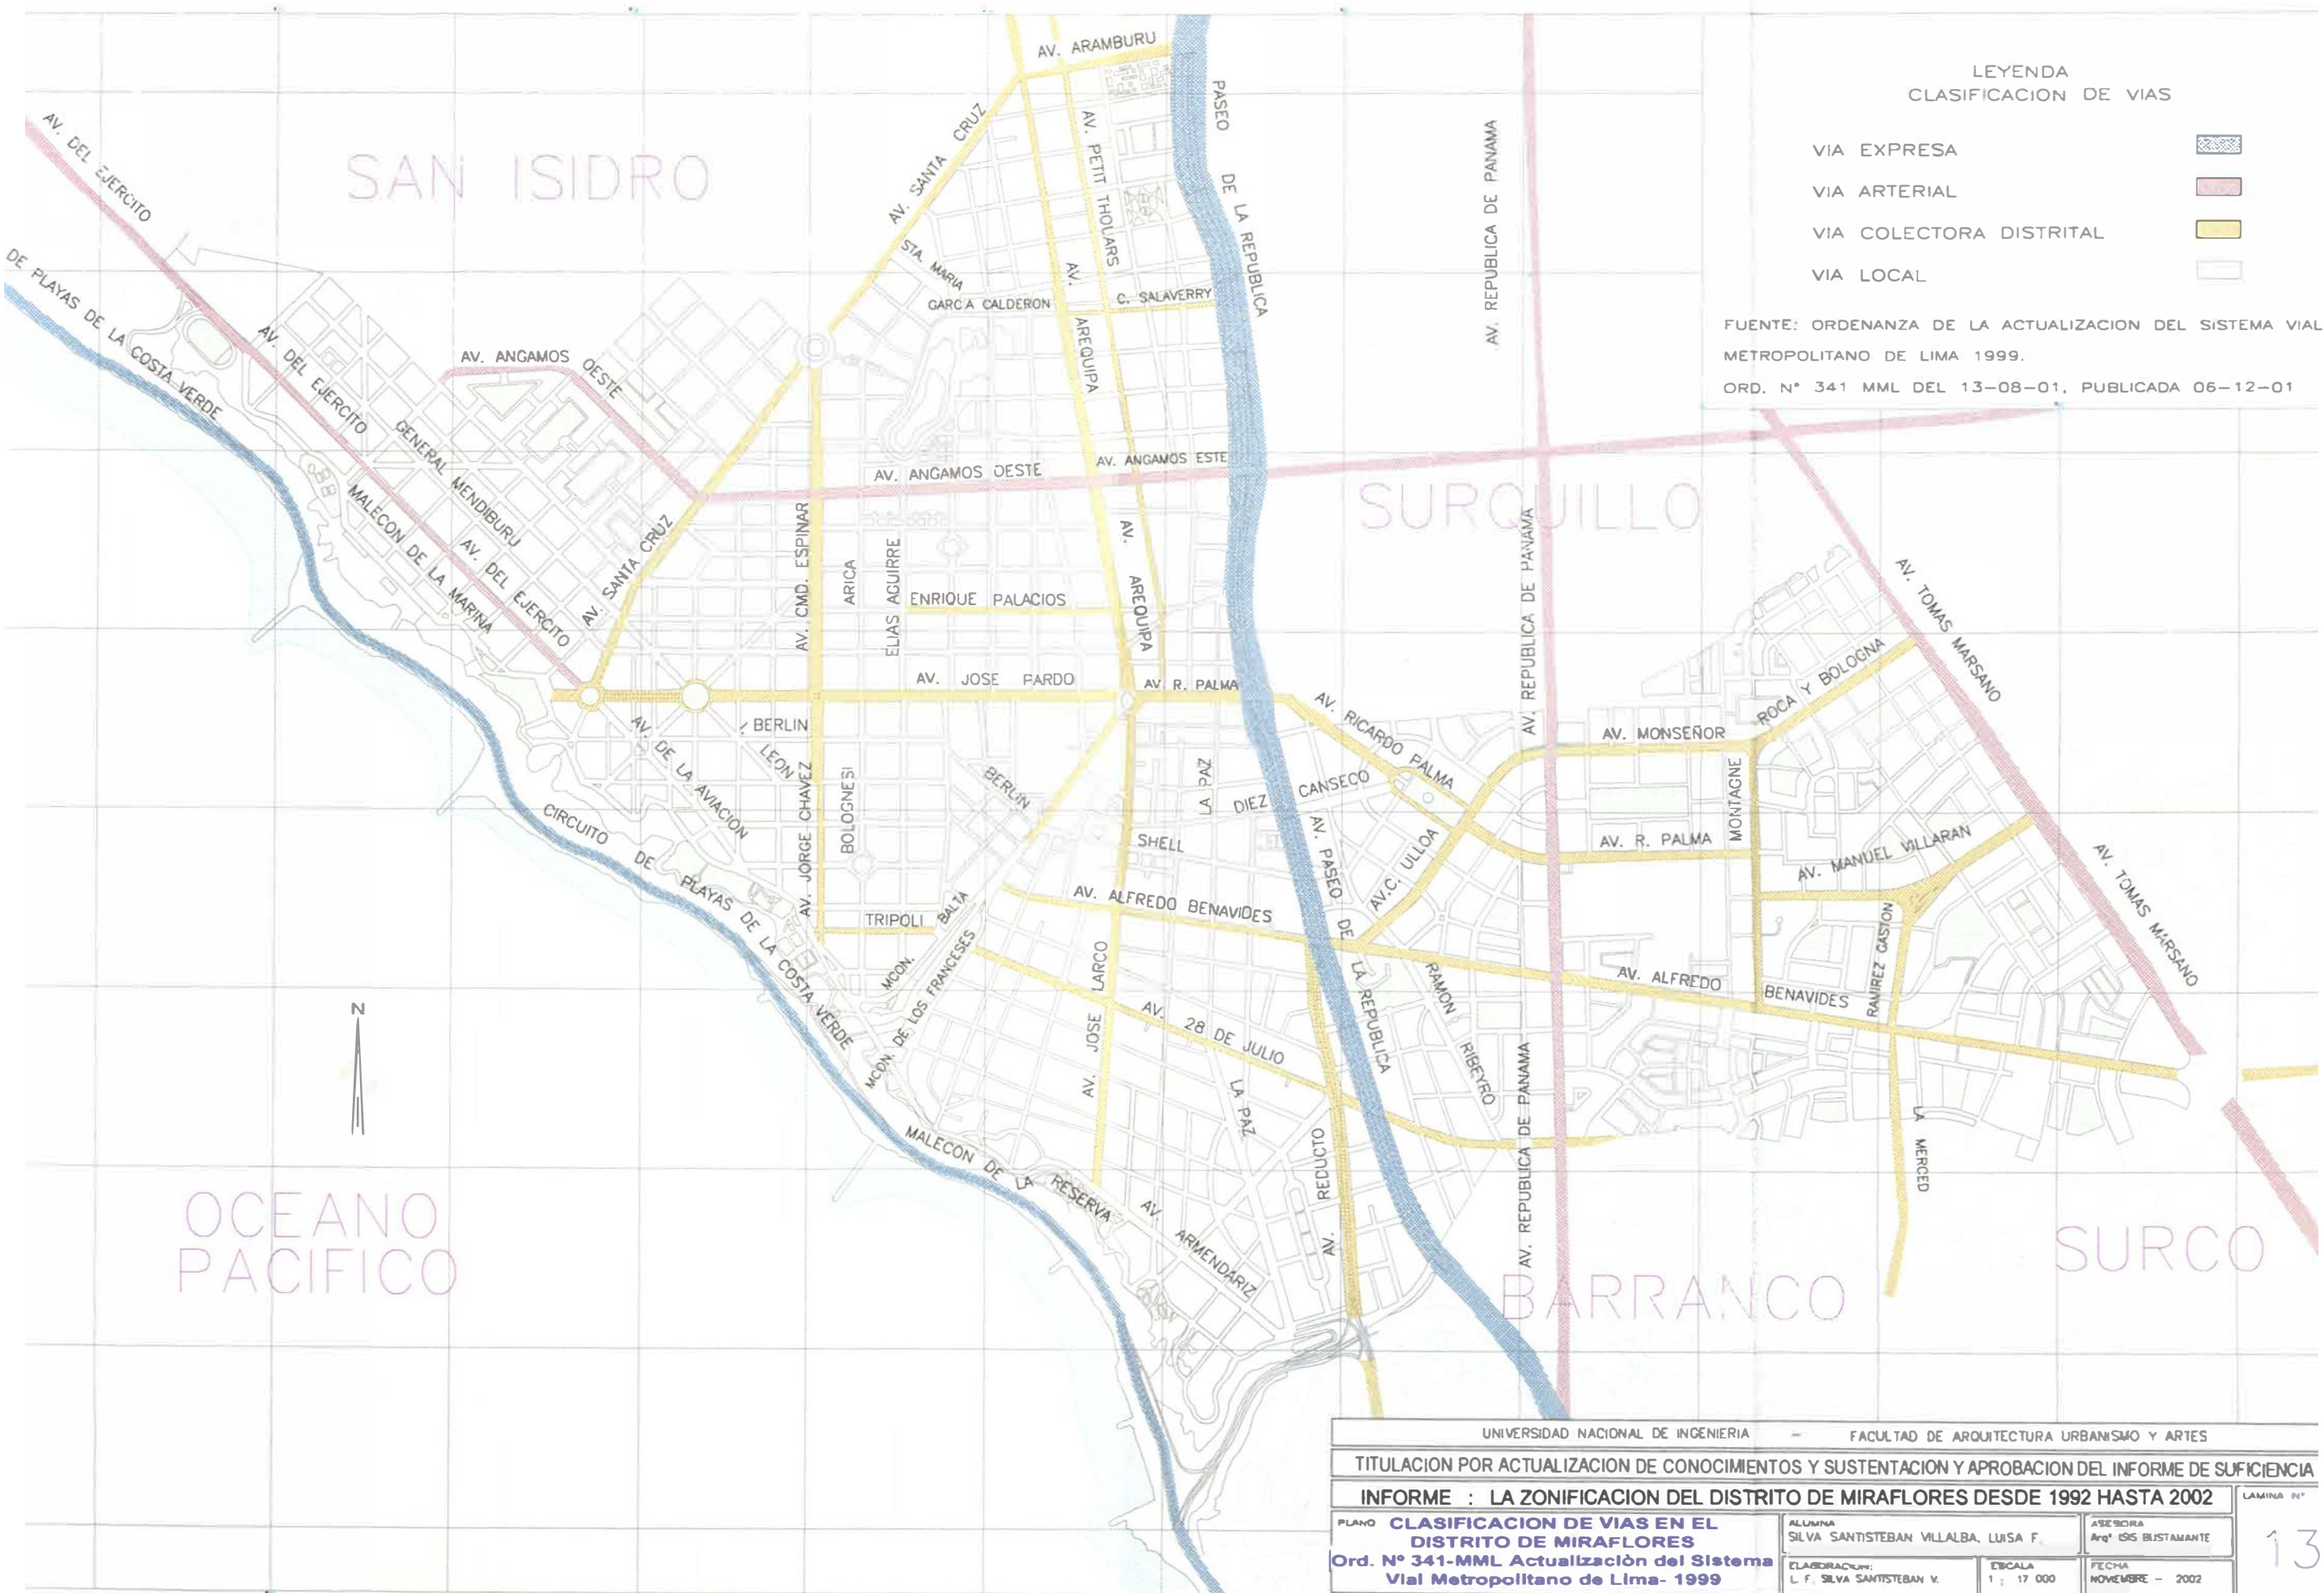 LEYENDA
CLASIFICACION DE VIAS
VIA EXPRESA
VIA ARTERIAL
VIA COLECTORA DISTRITAL
VIA LOCAL
FUENTE: ORDENANZA DE LA ACTUALIZACION DEL SISTEMA VIAL
METROPOLITANO DE LIMA 1999.
ORD. N° 341 MML DEL 13-08-01, PUBLICADA 06-12-01
SAN ISIDRO
SURQUILLO
BARRANCO
SURCO
OCEANO
PACIFICO
N
AV. ARAMBURU
AV. DEL EJERCITO
DE PLAYAS DE LA COSTA VERDE
AV. SANTA CRUZ
AV. PETIT THOUARS
PASEO DE LA REPUBLICA
AV. REPUBLICA DE PANAMA
STA. MARIA
GARCIA CALDERON
C. SALAVERRY
AV. AREQUIPA
AV. DEL EJERCITO
AV. ANGAMOS OESTE
GENERAL MENDIBURU
AV. ANGAMOS OESTE
AV. ANGAMOS ESTE
MALECON DE LA MARINA
AV. DEL EJERCITO
AV. SANTA CRUZ
AV. CMD. ESPINAR
ARICA
ELIAS AGUIRRE
ENRIQUE PALACIOS
AV. AREQUIPA
AV. REPUBLICA DE PANAMA
AV. TOMAS MARSANO
AV. JOSE PARDO
AV. R. PALMA
AV. RICARDO PALMA
AV. MONSEÑOR
ROCA Y BOLOGNA
BERLIN
LEON
AV. DE LA AVIACION
AV. JORGE CHAVEZ
BOLOGNESI
BERLIN
LA PAZ
DIEZ CANSECO
SHELL
AV. C. ULLOA
AV. R. PALMA
MONTAGNE
AV. MANUEL VILLARAN
AV. TOMAS MARSANO
CIRCUITO DE PLAYAS DE LA COSTA VERDE
TRIPOLI
MCON. BALTA
MCON. DE LOS FRANCESES
AV. ALFREDO BENAVIDES
AV. PASEO DE LA REPUBLICA
AV. JOSE LARCO
AV. 28 DE JULIO
RAMON RIBEYRO
AV. ALFREDO BENAVIDES
RAMIREZ GASTON
LA PAZ
AV. REDUCTO
AV. REPUBLICA DE PANAMA
LA MERCED
MALECON DE LA RESERVA
AV. ARMENDARIZ
UNIVERSIDAD NACIONAL DE INGENIERIA - FACULTAD DE ARQUITECTURA URBANISMO Y ARTES
TITULACION POR ACTUALIZACION DE CONOCIMIENTOS Y SUSTENTACION Y APROBACION DEL INFORME DE SUFICIENCIA
INFORME : LA ZONIFICACION DEL DISTRITO DE MIRAFLORES DESDE 1992 HASTA 2002
LAMINA N°
13
PLANO CLASIFICACION DE VIAS EN EL
DISTRITO DE MIRAFLORES
Ord. Nº 341-MML Actualizaciòn del Sistema
Vial Metropolitano de Lima- 1999
ALUMNA
SILVA SANTISTEBAN VILLALBA, LUISA F.
ASESORA
Arqª ISIS BUSTAMANTE
ELABORACION:
L. F. SILVA SANTISTEBAN V.
ESCALA
1 : 17 000
FECHA
NOVIEMBRE - 2002